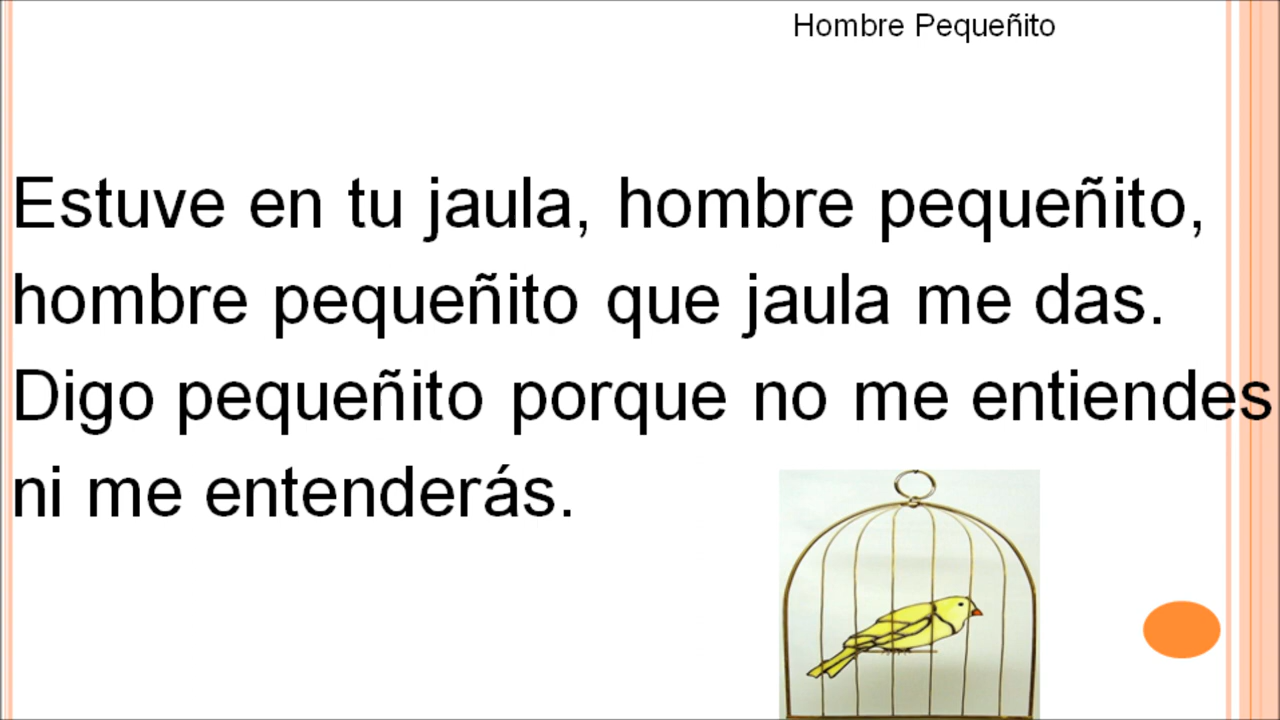 Hombre Pequeñito
Estuve en tu jaula, hombre pequeñito,
hombre pequeñito que jaula me das.
Digo pequeñito porque no me entiendes
ni me entenderás.